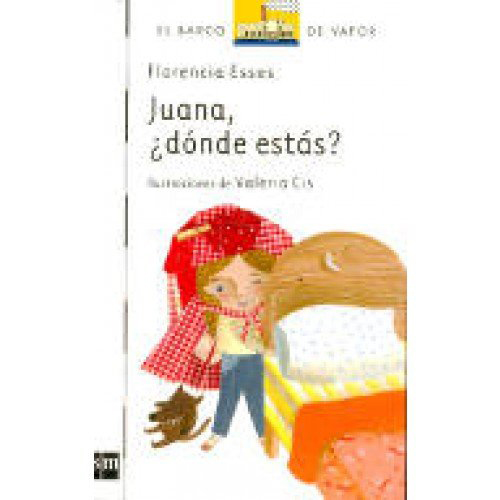 EL BARCO DE VAPOR
Florencia Esses
Juana,
¿dónde estás?
Ilustraciones de Valeria Cis
sm